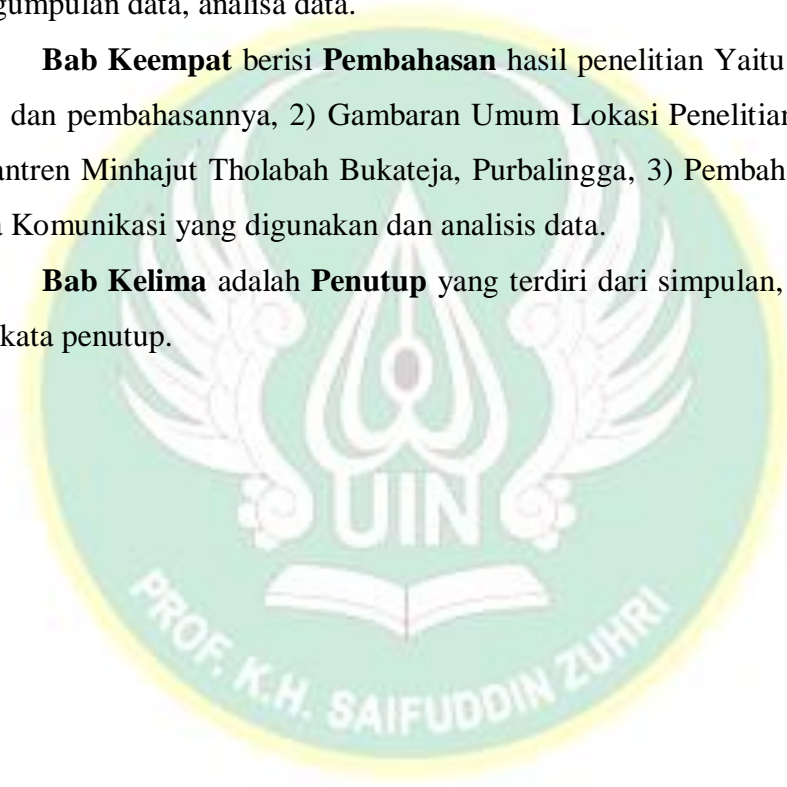 gumpulan data, analisa data.
Bab Keempat berisi Pembahasan hasil penelitian Yaitu
dan pembahasannya, 2) Gambaran Umum Lokasi Penelitian
antren Minhajut Tholabah Bukateja, Purbalingga, 3) Pembah
a Komunikasi yang digunakan dan analisis data.
Bab Kelima adalah Penutup yang terdiri dari simpulan,
kata penutup.
UIN
PROF. K.H. SAIFUDDIN ZUHRI